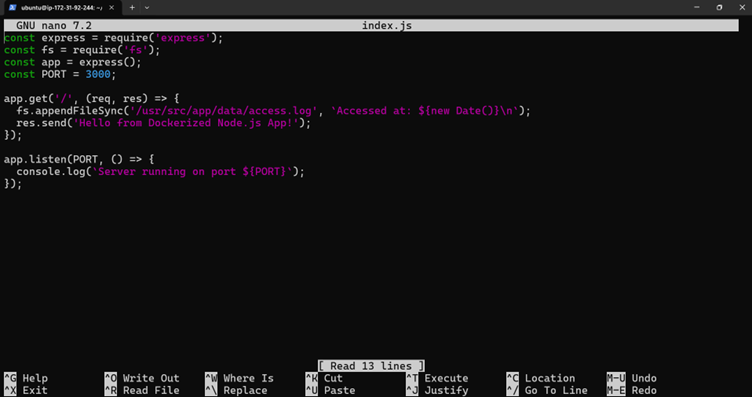 ubuntu@ip-172-31-92-244: ~/
GNU nano 7.2 index.js
const express = require('express');
const fs = require('fs');
const app = express();
const PORT = 3000;
app.get('/', (req, res) => {
  fs.appendFileSync('/usr/src/app/data/access.log', `Accessed at: ${new Date()}\n`);
  res.send('Hello from Dockerized Node.js App!');
});
app.listen(PORT, () => {
  console.log(`Server running on port ${PORT}`);
});
[ Read 13 lines ]
^G Help ^O Write Out ^W Where Is ^K Cut ^T Execute ^C Location M-U Undo
^X Exit ^R Read File ^\ Replace ^U Paste ^J Justify ^/ Go To Line M-E Redo